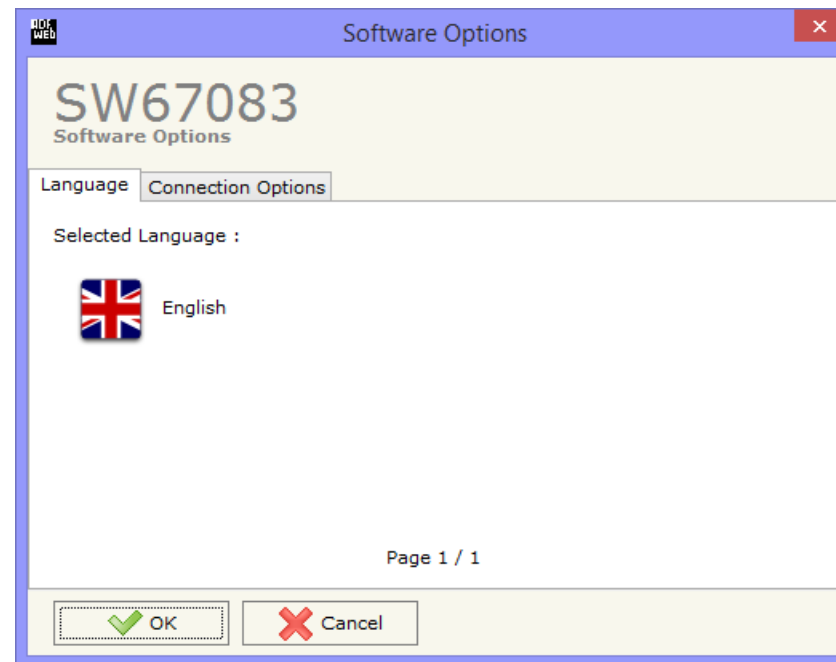 ADF
WEB
Software Options
SW67083
Software Options
Language
Connection Options
Selected Language :
English
Page 1 / 1
OK
Cancel